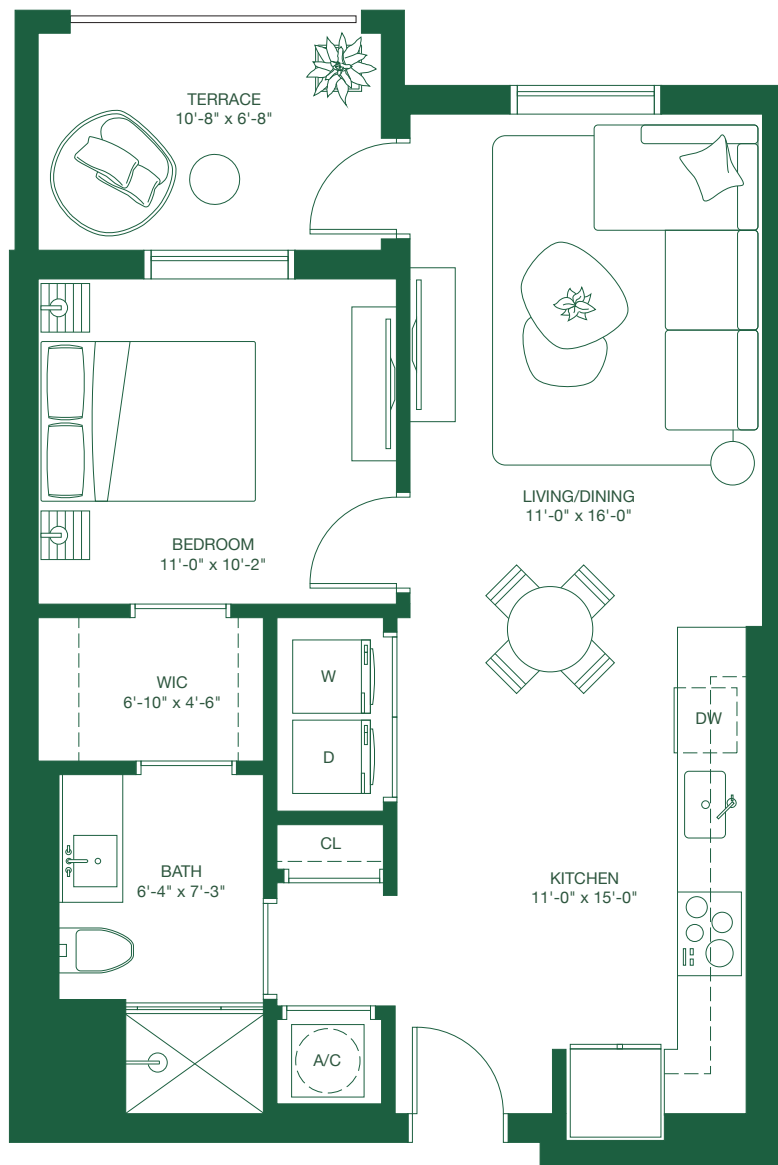 TERRACE
10'-8" x 6'-8"
LIVING/DINING
11'-0" x 16'-0"
BEDROOM
11'-0" x 10'-2"
WIC
6'-10" x 4'-6"
W
D
DW
CL
BATH
6'-4" x 7'-3"
KITCHEN
11'-0" x 15'-0"
A/C